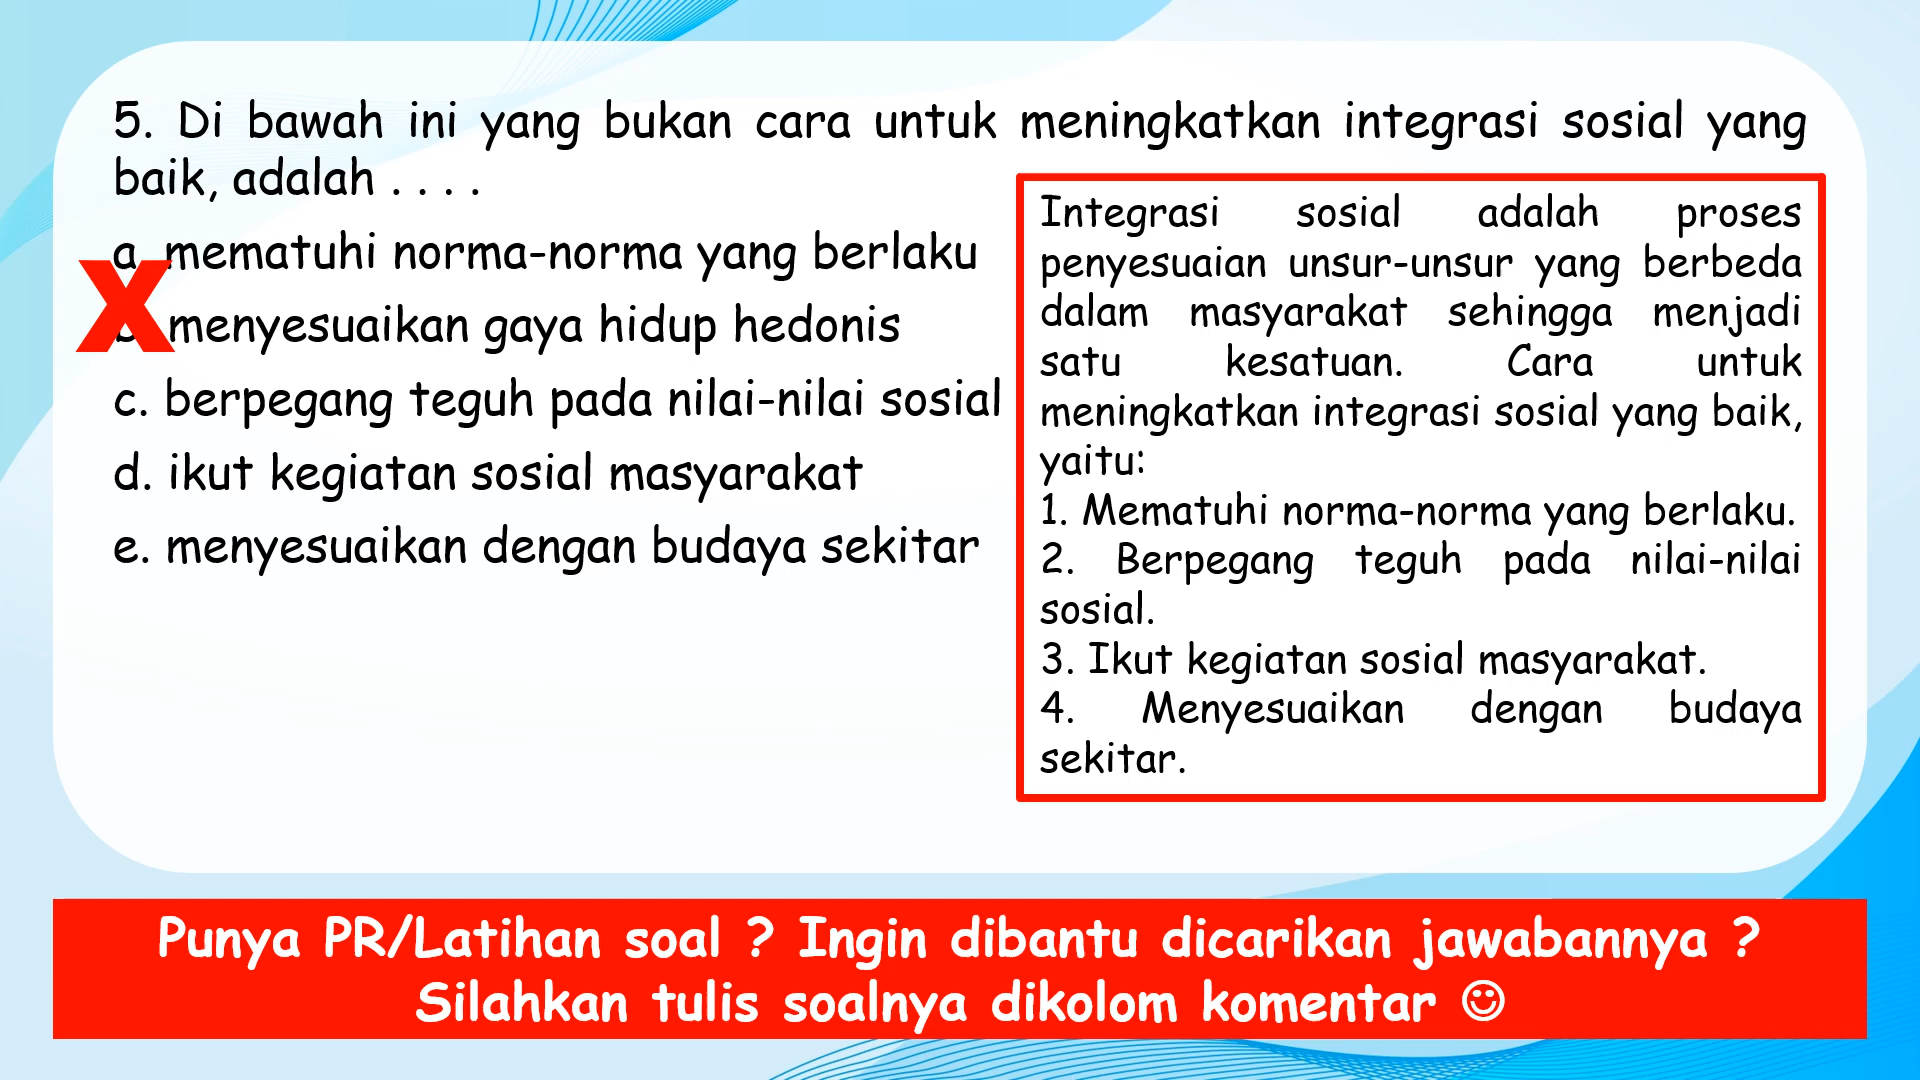 5. Di bawah ini yang bukan cara untuk meningkatkan integrasi sosial yang
baik, adalah . . . .
a. mematuhi norma-norma yang berlaku
X
menyesuaikan gaya hidup hedonis
c. berpegang teguh pada nilai-nilai sosial
d. ikut kegiatan sosial masyarakat
e. menyesuaikan dengan budaya sekitar
Integrasi sosial adalah proses
penyesuaian unsur-unsur yang berbeda
dalam masyarakat sehingga menjadi
satu kesatuan. Cara untuk
meningkatkan integrasi sosial yang baik,
yaitu:
1. Mematuhi norma-norma yang berlaku.
2. Berpegang teguh pada nilai-nilai
sosial.
3. Ikut kegiatan sosial masyarakat.
4. Menyesuaikan dengan budaya
sekitar.
Punya PR/Latihan soal ? Ingin dibantu dicarikan jawabannya ?
Silahkan tulis soalnya dikolom komentar ☺